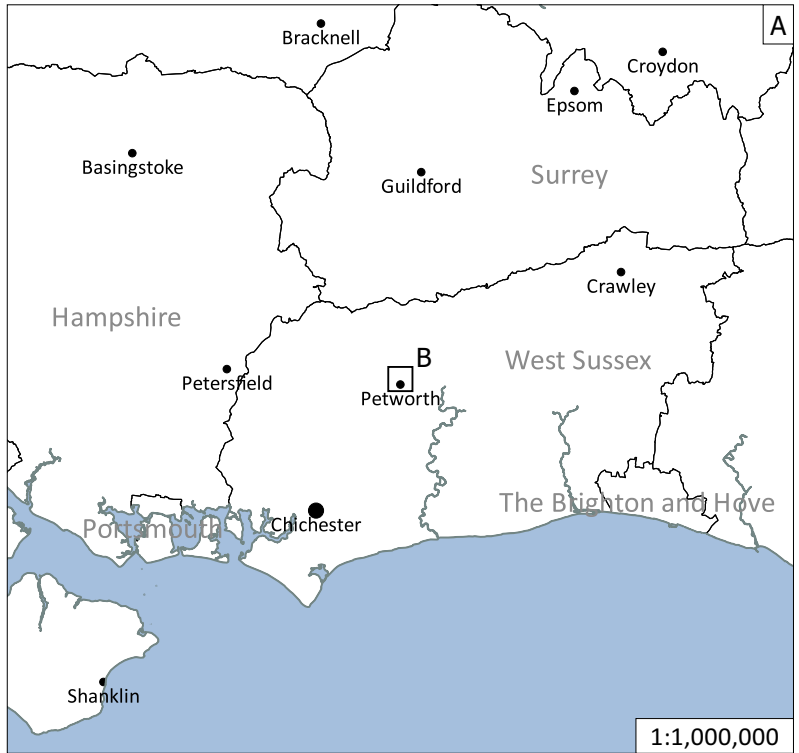 A
Bracknell
Croydon
Epsom
Basingstoke
Guildford
Surrey
Crawley
Hampshire
B
West Sussex
Petersfield
Petworth
The Brighton and Hove
Chichester
Portsmouth
Shanklin
1:1,000,000